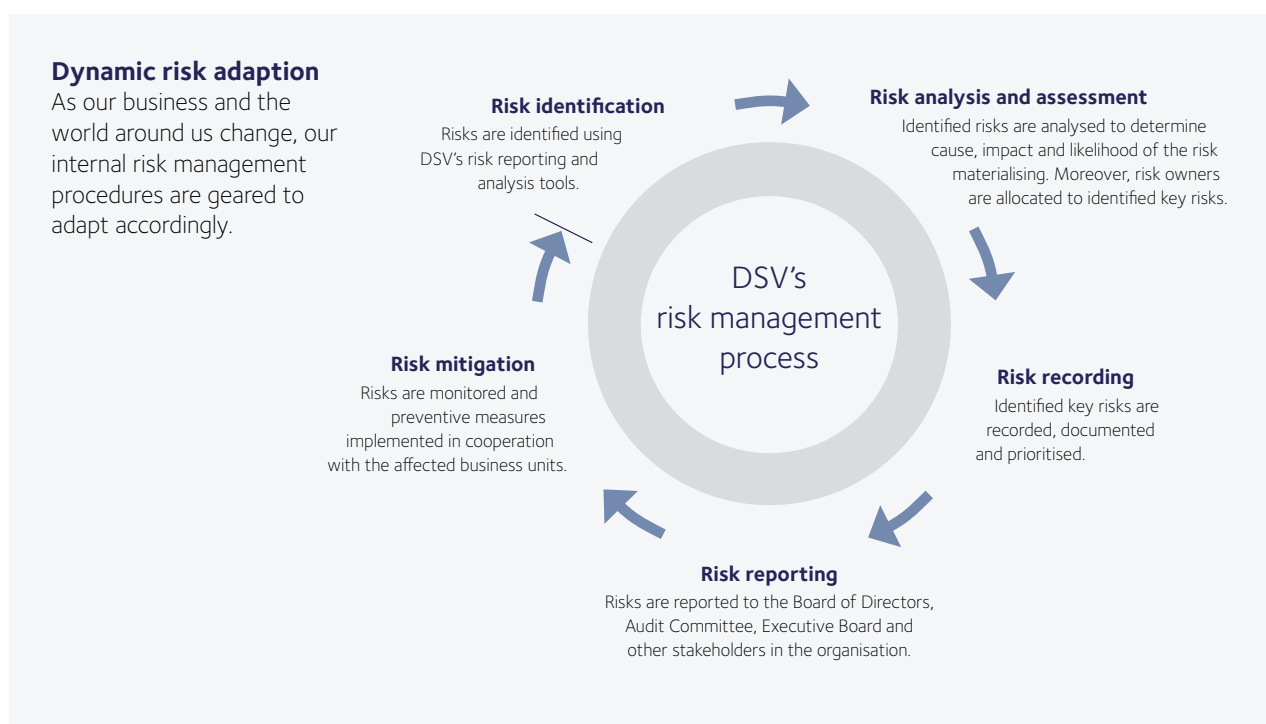 Dynamic risk adaption
As our business and the
world around us change, our
internal risk management
procedures are geared to
adapt accordingly.
Risk identification
Risks are identified using
DSV's risk reporting and
analysis tools.
Risk analysis and assessment
Identified risks are analysed to determine
cause, impact and likelihood of the risk
materialising. Moreover, risk owners
are allocated to identified key risks.
DSV's
risk management
process
Risk recording
Identified key risks are
recorded, documented
and prioritised.
Risk reporting
Risks are reported to the Board of Directors,
Audit Committee, Executive Board and
other stakeholders in the organisation.
Risk mitigation
Risks are monitored and
preventive measures
implemented in cooperation
with the affected business units.